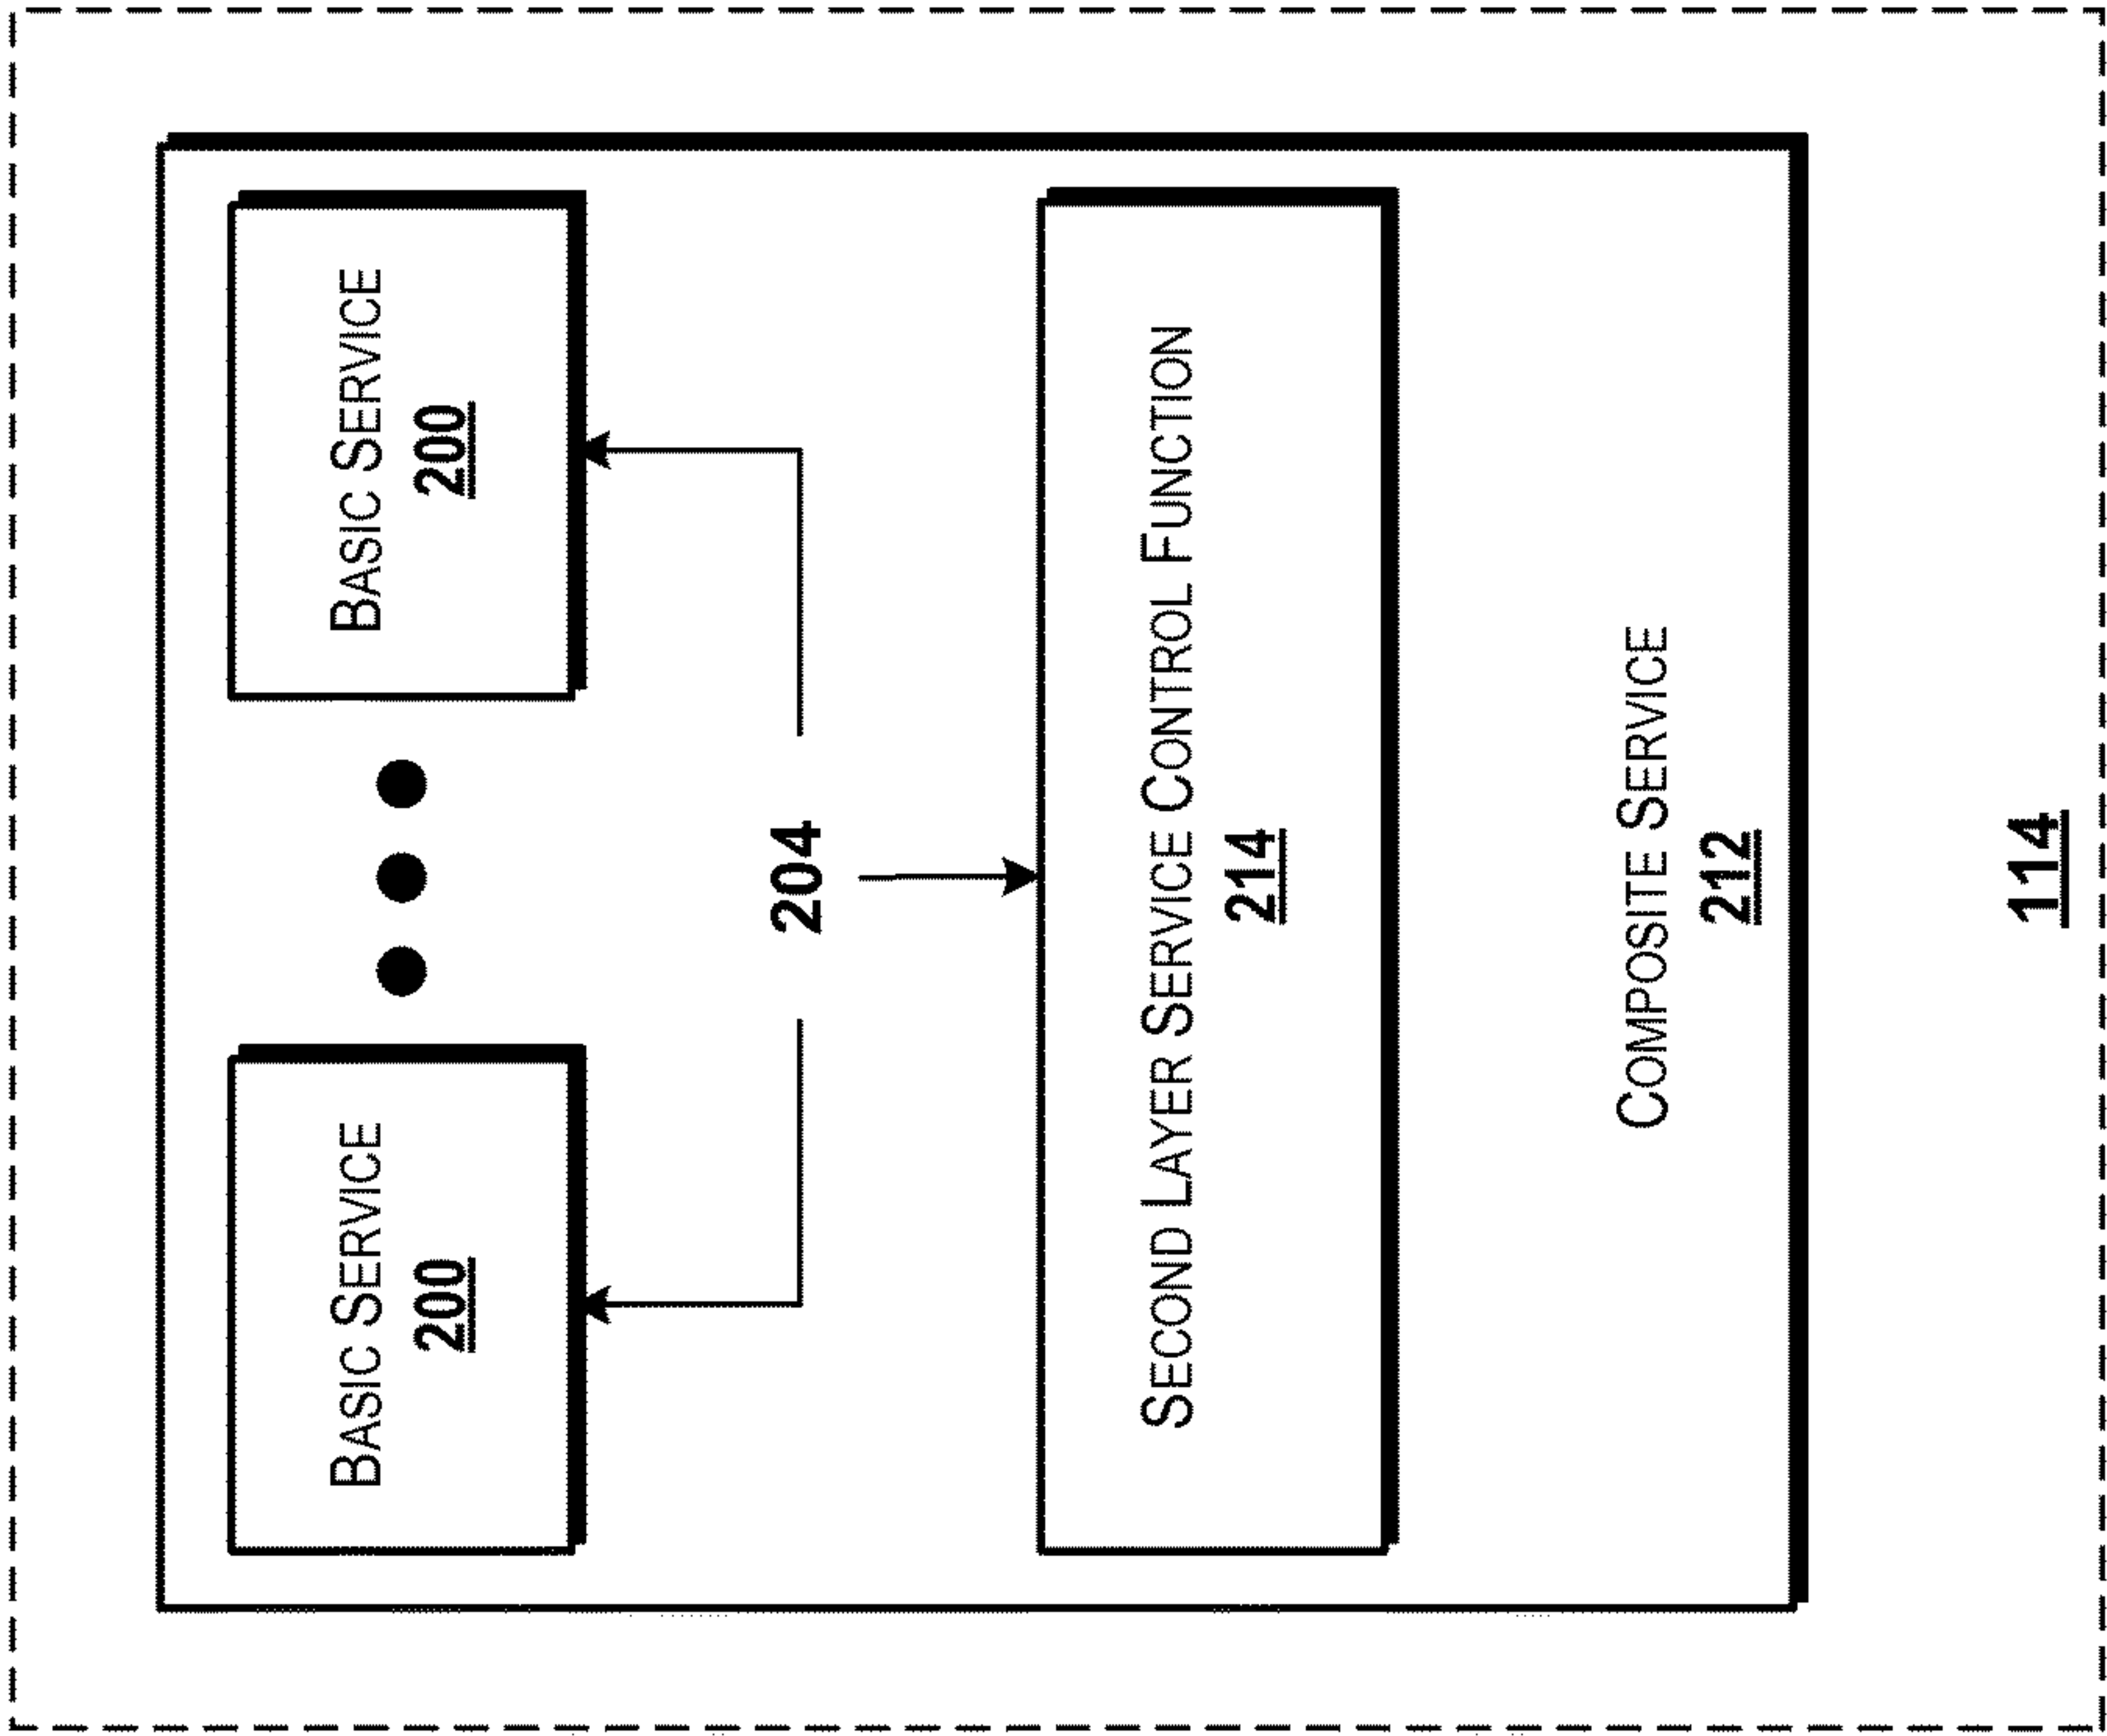 BASIC SERVICE
200
BASIC SERVICE
200
204
SECOND LAYER SERVICE CONTROL FUNCTION
214
COMPOSITE SERVICE
212
114